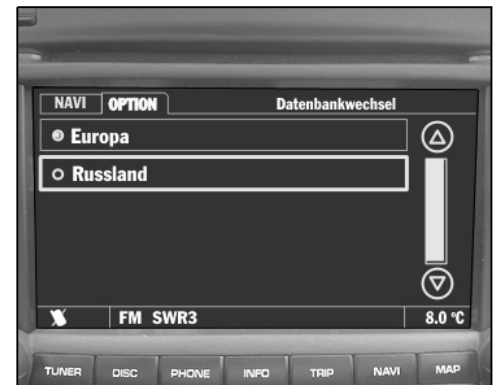 NAVI OPTION Datenbankwechsel
Europa
Russland
FM SWR3 8.0 °C
TUNER DISC PHONE INFO TRIP NAVI MAP